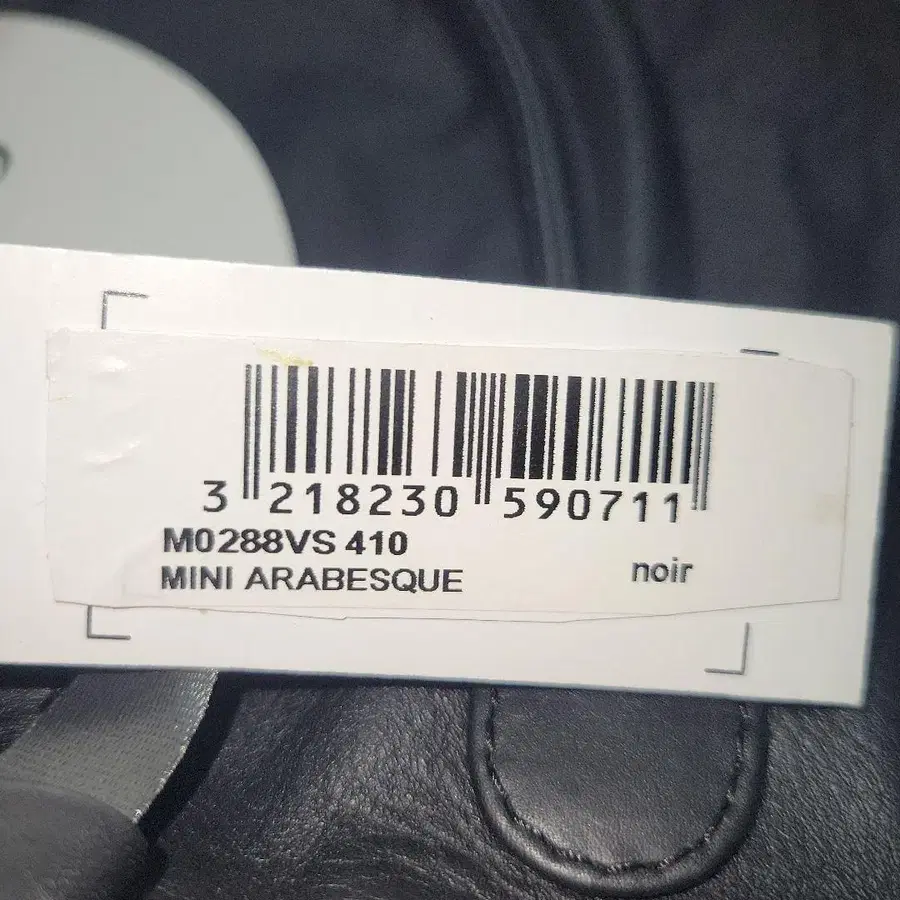 3 218230 590711
M0288VS 410
MINI ARABESQUE noir